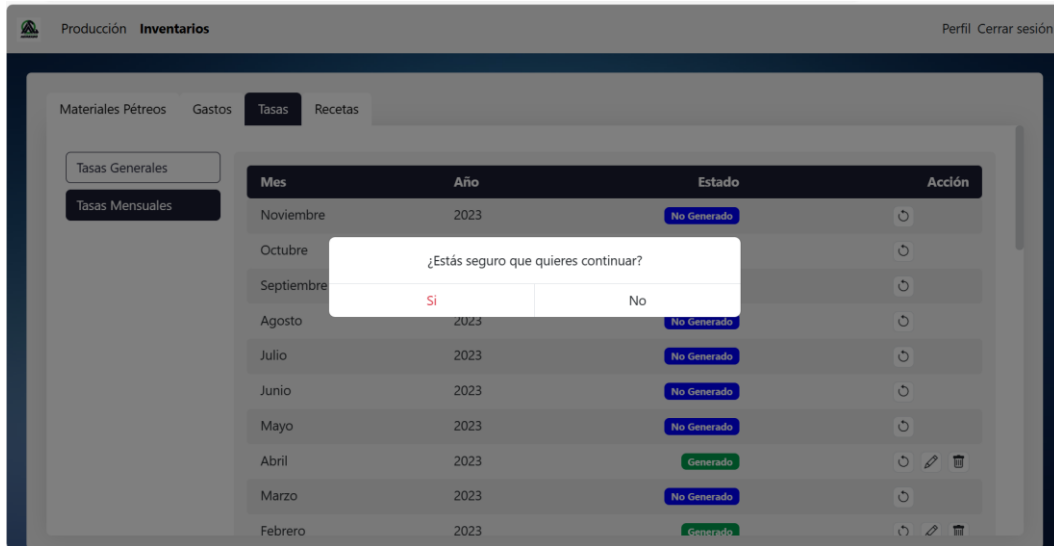 Producción Inventarios Perfil Cerrar sesión
Materiales Pétreos Gastos Tasas Recetas
Tasas Generales
Tasas Mensuales
Mes Año Estado Acción
Noviembre 2023 No Generado
Octubre
Septiembre
¿Estás seguro que quieres continuar?
Si No
Agosto 2023 No Generado
Julio 2023 No Generado
Junio 2023 No Generado
Mayo 2023 No Generado
Abril 2023 Generado
Marzo 2023 No Generado
Febrero 2023 Generado